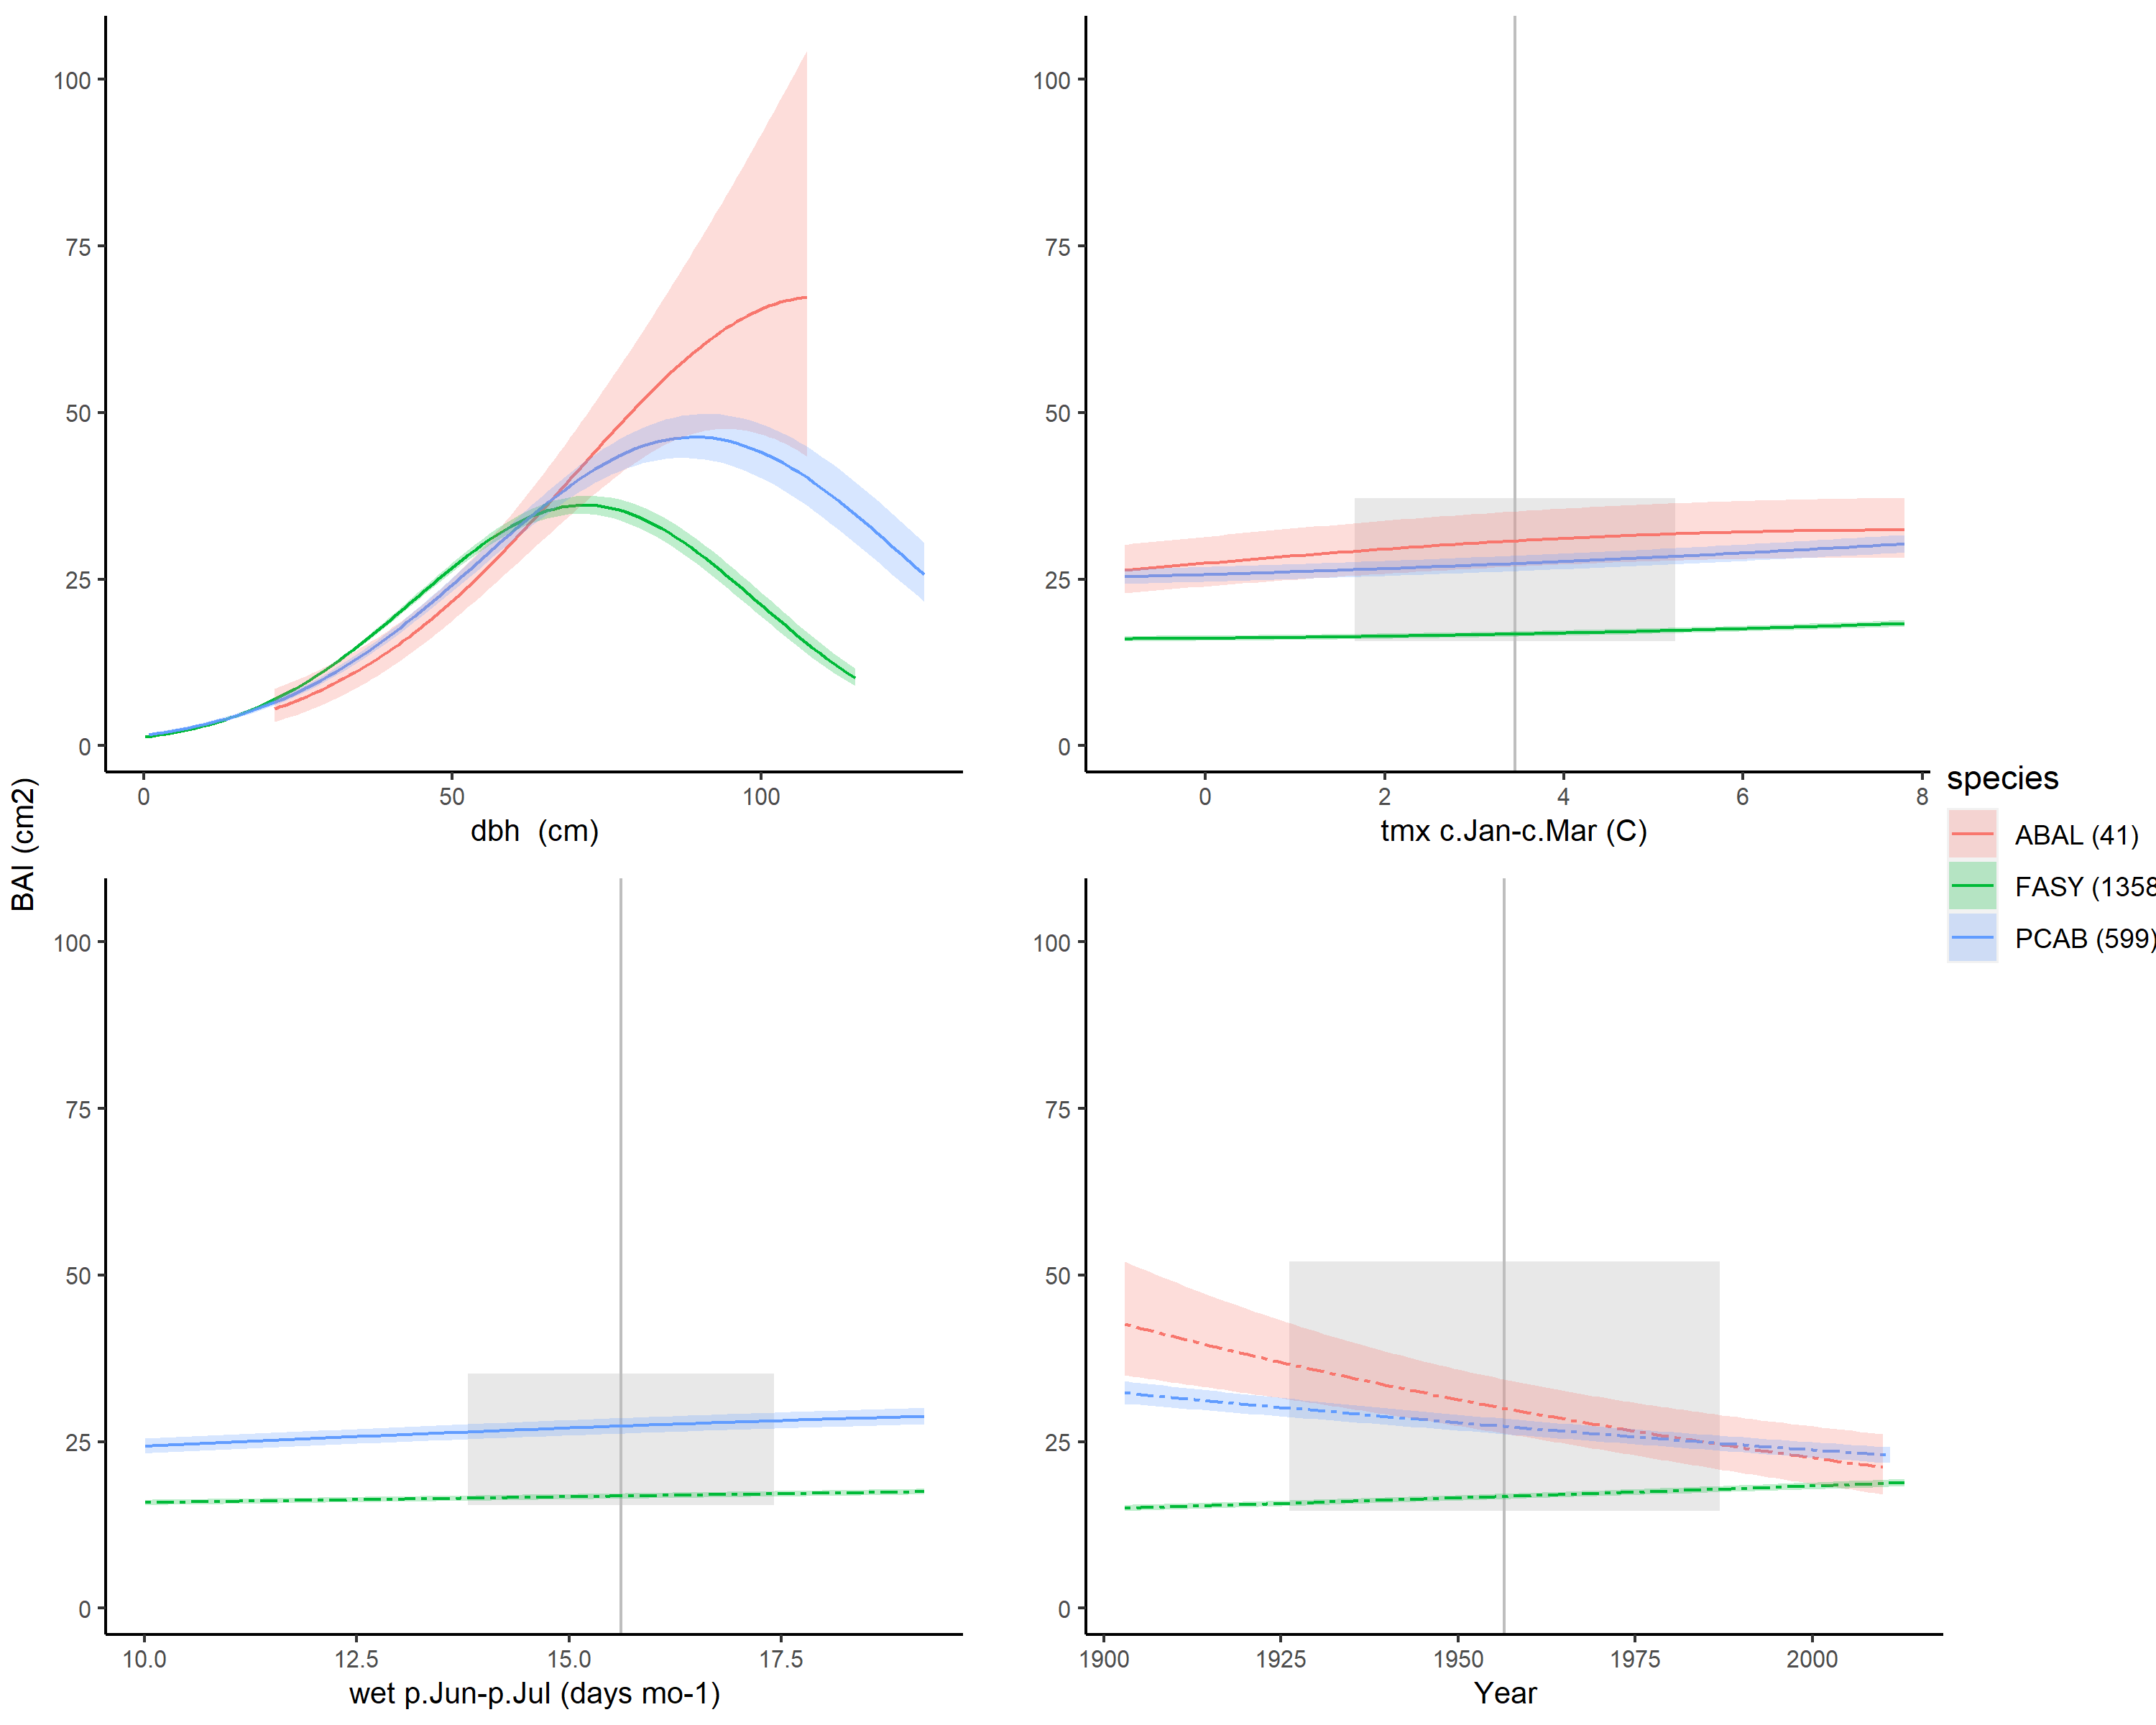 BAI (cm2)
100
75
50
25
0
0 50 100
dbh  (cm)
100
75
50
25
0
0 2 4 6 8
tmx c.Jan-c.Mar (C)
100
75
50
25
0
10.0 12.5 15.0 17.5
wet p.Jun-p.Jul (days mo-1)
100
75
50
25
0
1900 1925 1950 1975 2000
Year
species
ABAL (41)
FASY (1358
PCAB (599)